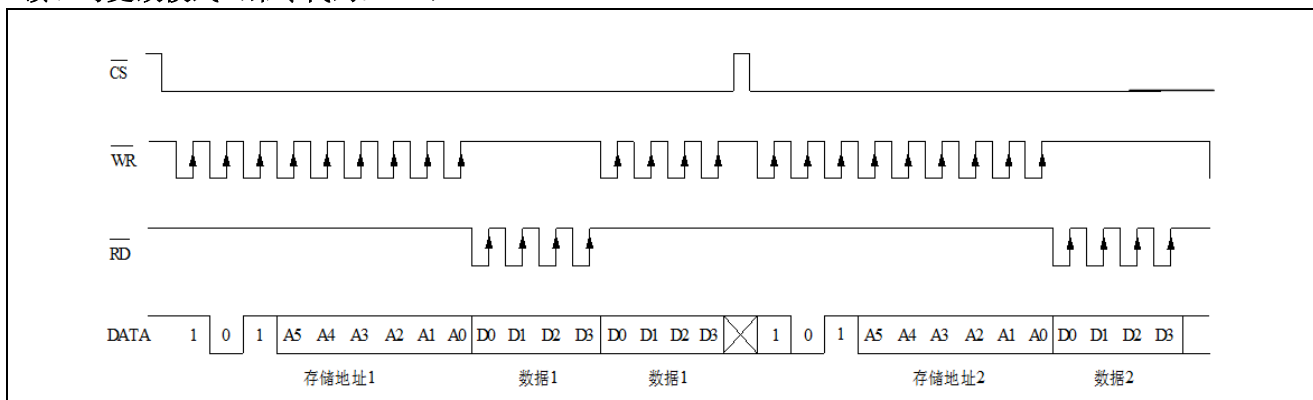 CS
WR
RD
DATA 1 0 1 A5 A4 A3 A2 A1 A0 D0 D1 D2 D3 D0 D1 D2 D3 1 0 1 A5 A4 A3 A2 A1 A0 D0 D1 D2 D3
存储地址1 数据1 数据1 存储地址2 数据2